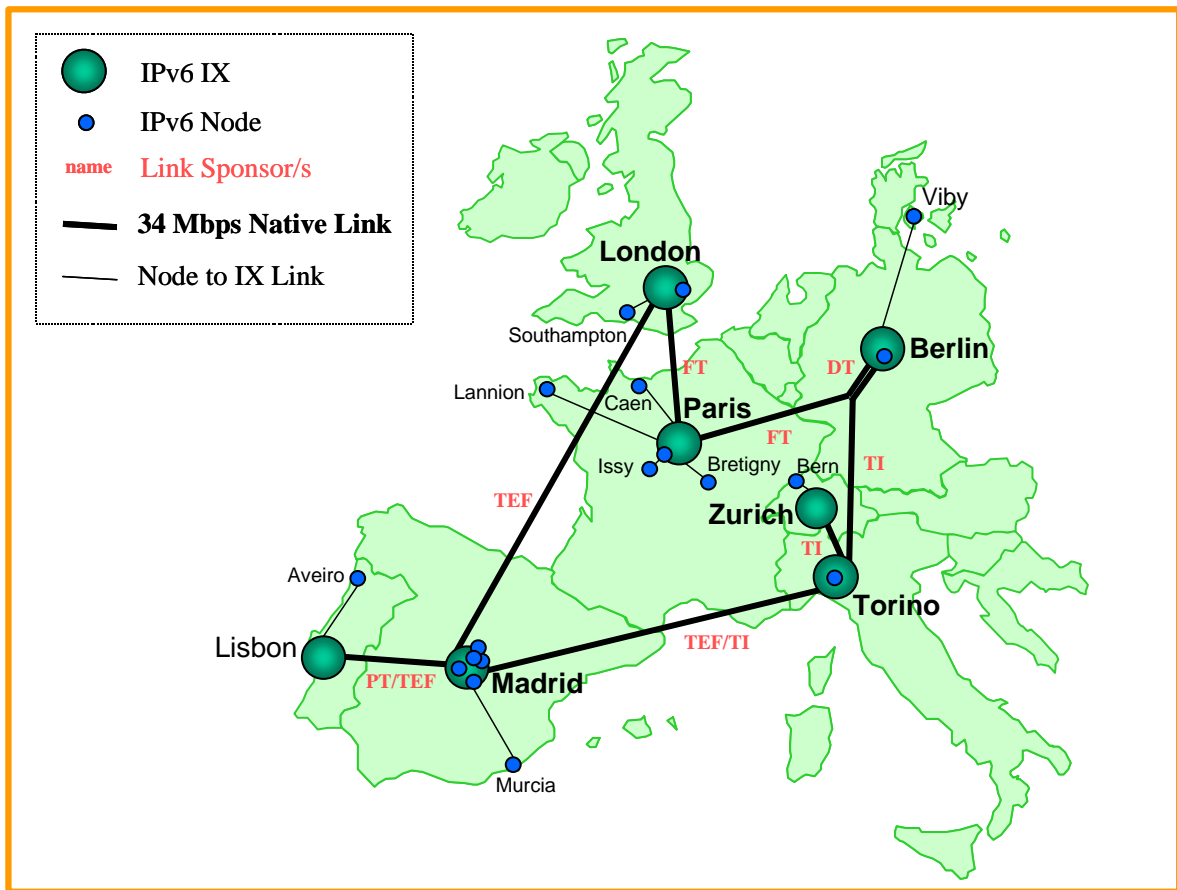 IPv6 IX
IPv6 Node
name Link Sponsor/s
34 Mbps Native Link
Node to IX Link
Viby
London
Southampton
Berlin
FT
DT
Lannion
Caen
Paris
FT
Issy
Bretigny
Bern
TI
TEF
Zurich
TI
Aveiro
Torino
Lisbon
TEF/TI
PT/TEF
Madrid
Murcia